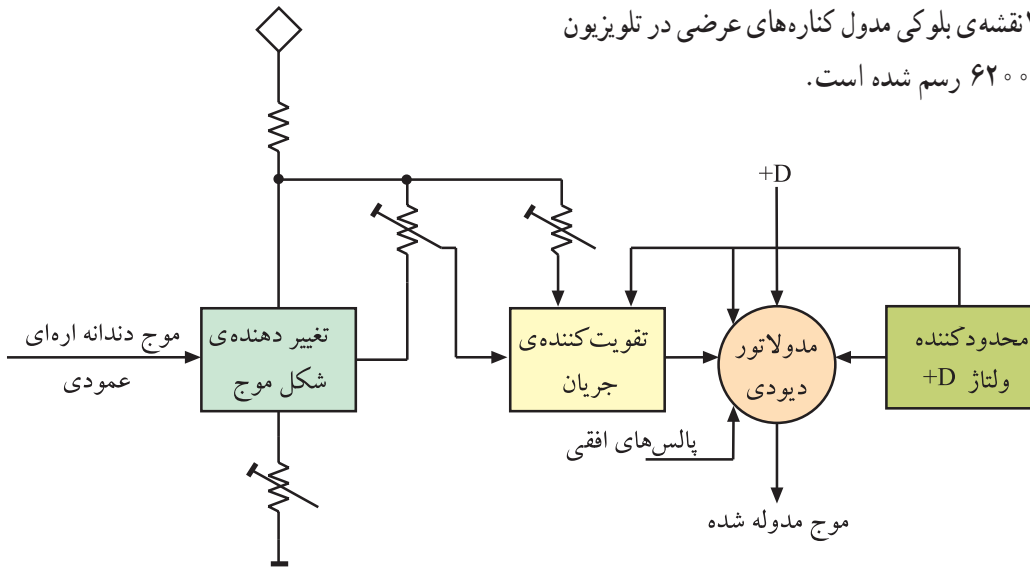 نقشه‌ی بلوکی مدول کناره‌های عرضی در تلویزیون
۶۲۰۰ رسم شده است.
+D
موج دندانه اره‌ای
عمودی
تغییر دهنده‌ی
شکل موج
تقویت‌کننده‌ی
جریان
مدولاتور
دیودی
محدودکننده
ولتاژ +D
پالس‌های افقی
موج مدوله شده